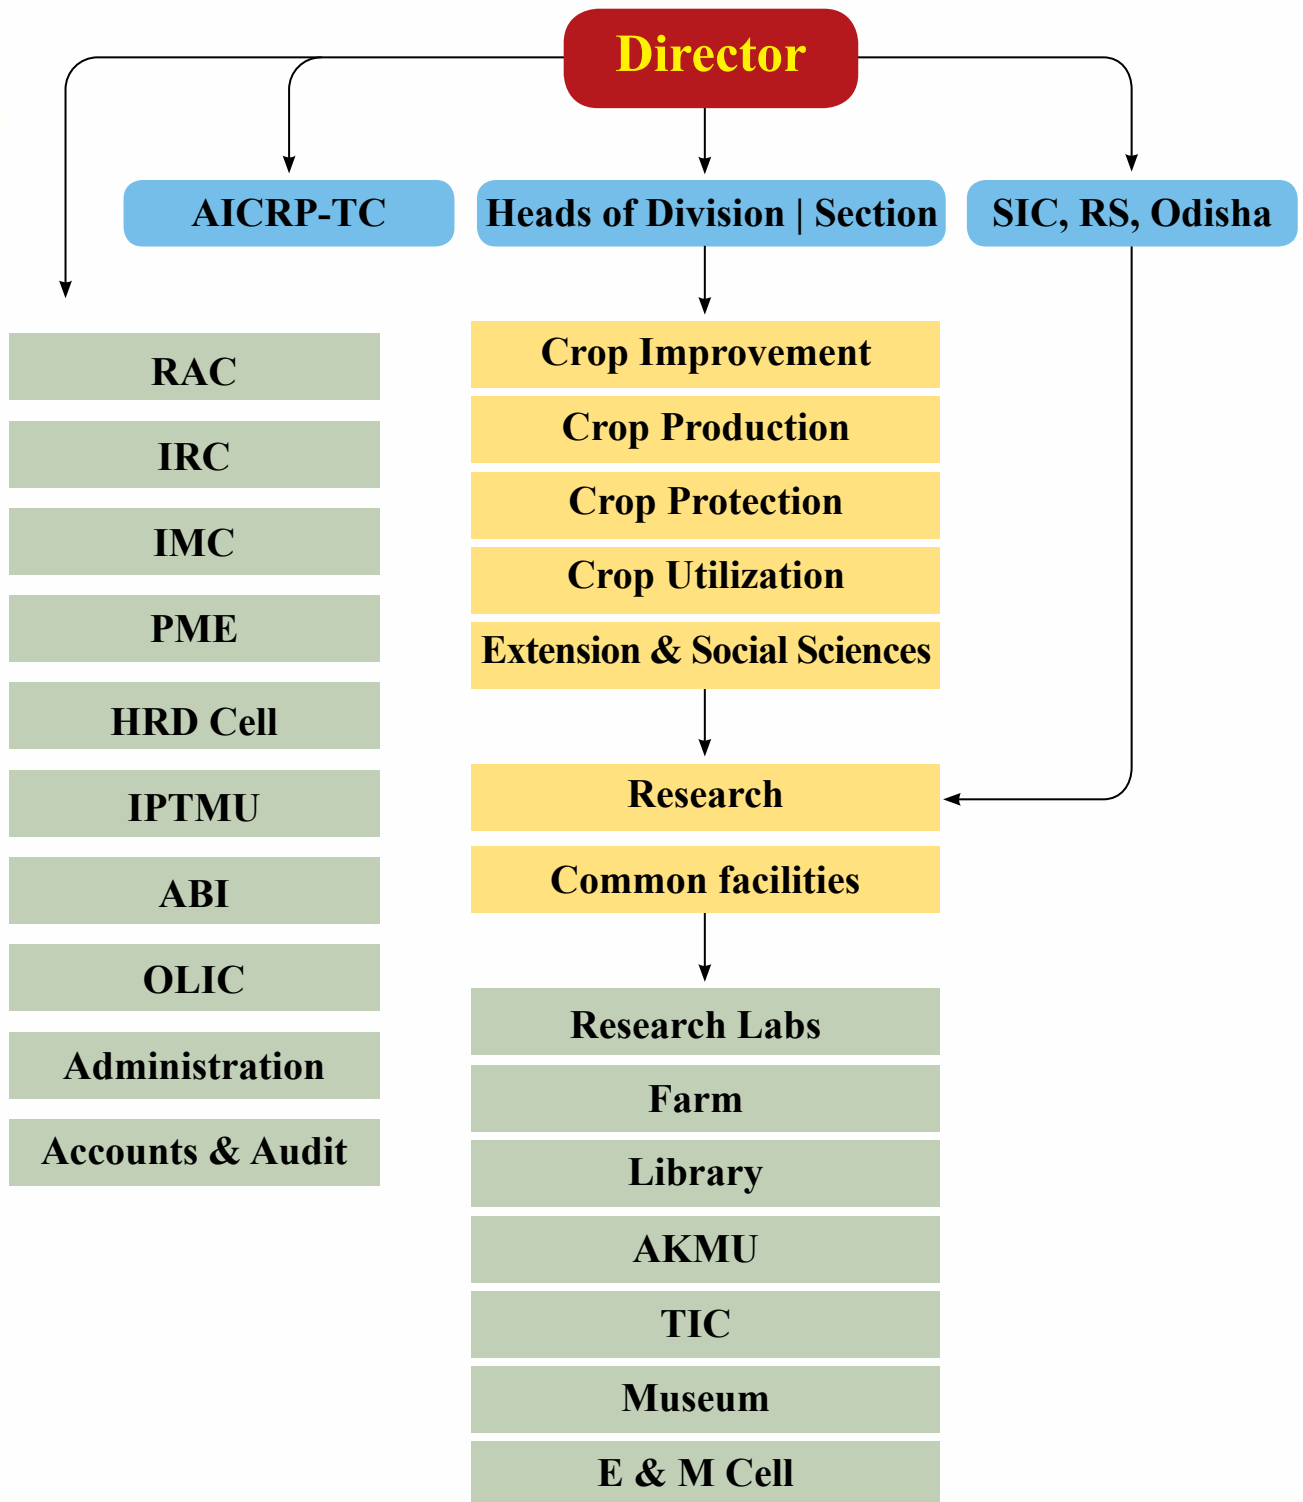 Director
AICRP-TC
Heads of Division | Section
SIC, RS, Odisha
RAC
IRC
IMC
PME
HRD Cell
IPTMU
ABI
OLIC
Administration
Accounts & Audit
Crop Improvement
Crop Production
Crop Protection
Crop Utilization
Extension & Social Sciences
Research
Common facilities
Research Labs
Farm
Library
AKMU
TIC
Museum
E & M Cell